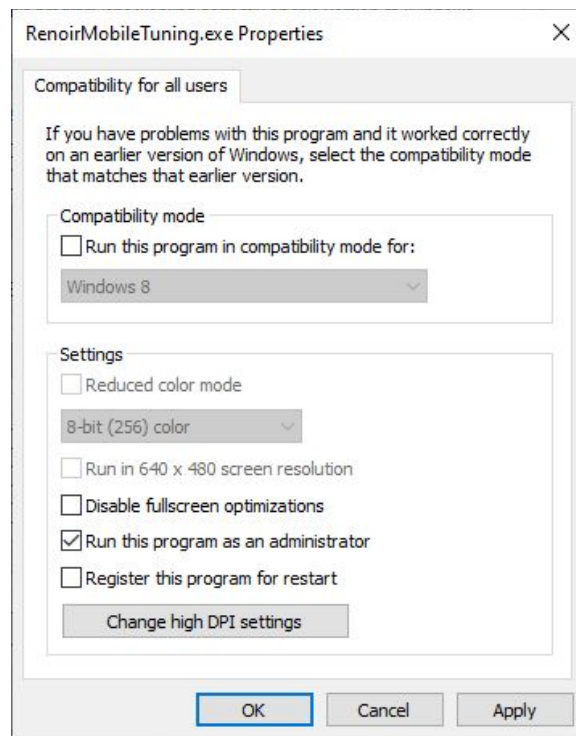 RenoirMobileTuning.exe Properties
Compatibility for all users
If you have problems with this program and it worked correctly
on an earlier version of Windows, select the compatibility mode
that matches that earlier version.
Compatibility mode
Run this program in compatibility mode for:
Windows 8
Settings
Reduced color mode
8-bit (256) color
Run in 640 x 480 screen resolution
Disable fullscreen optimizations
Run this program as an administrator
Register this program for restart
Change high DPI settings
OK Cancel Apply